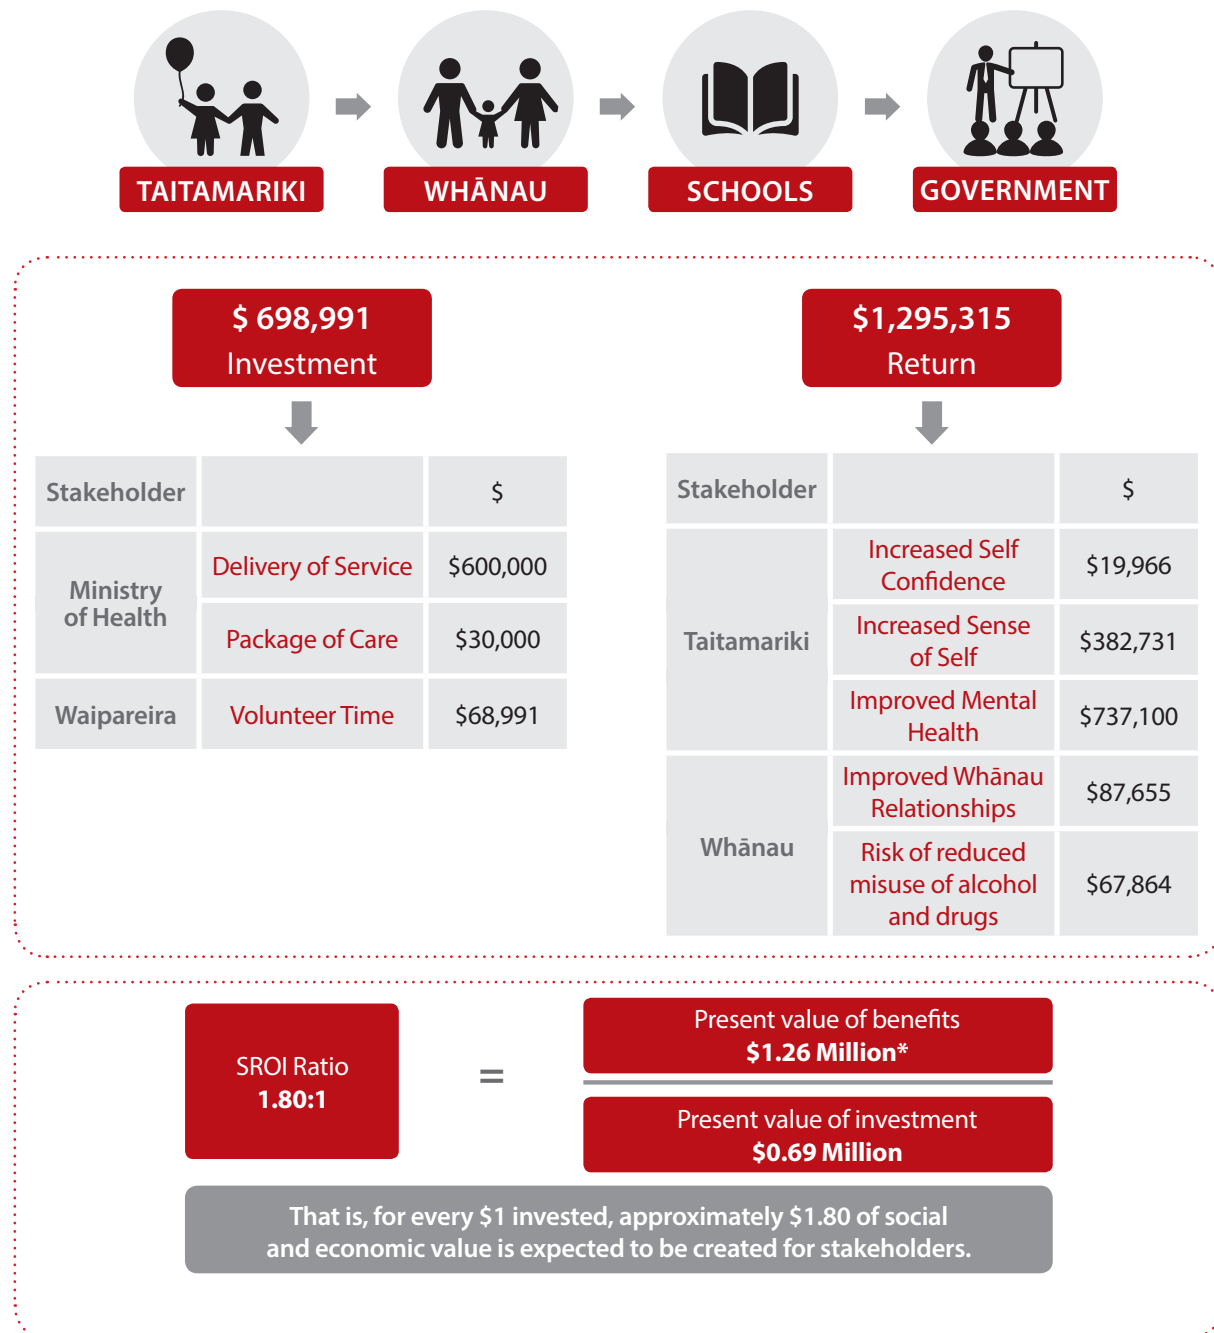 TAITAMARIKI
WHĀNAU
SCHOOLS
GOVERNMENT
$ 698,991
Investment
Stakeholder
$
Ministry
of Health
Delivery of Service
$600,000
Package of Care
$30,000
Waipareira
Volunteer Time
$68,991
$1,295,315
Return
Stakeholder
$
Taitamariki
Increased Self
Confidence
$19,966
Increased Sense
of Self
$382,731
Improved Mental
Health
$737,100
Whānau
Improved Whānau
Relationships
$87,655
Risk of reduced
misuse of alcohol
and drugs
$67,864
SROI Ratio
1.80:1
=
Present value of benefits
$1.26 Million*
Present value of investment
$0.69 Million
That is, for every $1 invested, approximately $1.80 of social
and economic value is expected to be created for stakeholders.